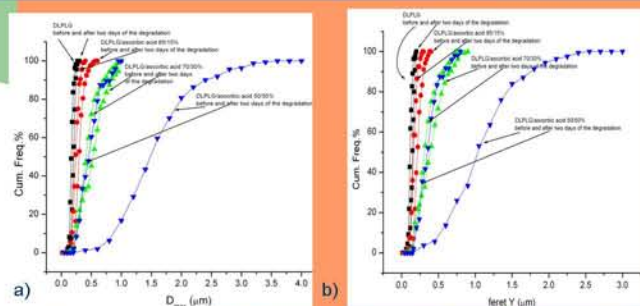 DLPLG
before and after two days of the degradation
DLPLG/ascorbic acid 85/15%
before and after two days of the degradation
DLPLG/ascorbic acid 70/30%
before and after two days
of the degradation
DLPLG/ascorbic acid 50/50%
before and after two days of the degradation
Cum. Freq.%
100
80
60
40
20
0
0.0 0.5 1.0 1.5 2.0 2.5 3.0 3.5 4.0
(μm)
a)
DLPLG
before and after two days of the degradation
DLPLG/ascorbic acid 85/15%
before and after two days of the degradation
DLPLG/ascorbic acid 70/30%
before and after two days of the degradation
DLPLG/ascorbic acid 50/50%
before and after two days of the degradation
Cum. Freq.%
100
80
60
40
20
0
0.0 0.5 1.0 1.5 2.0 2.5 3.0
feret Y (μm)
b)